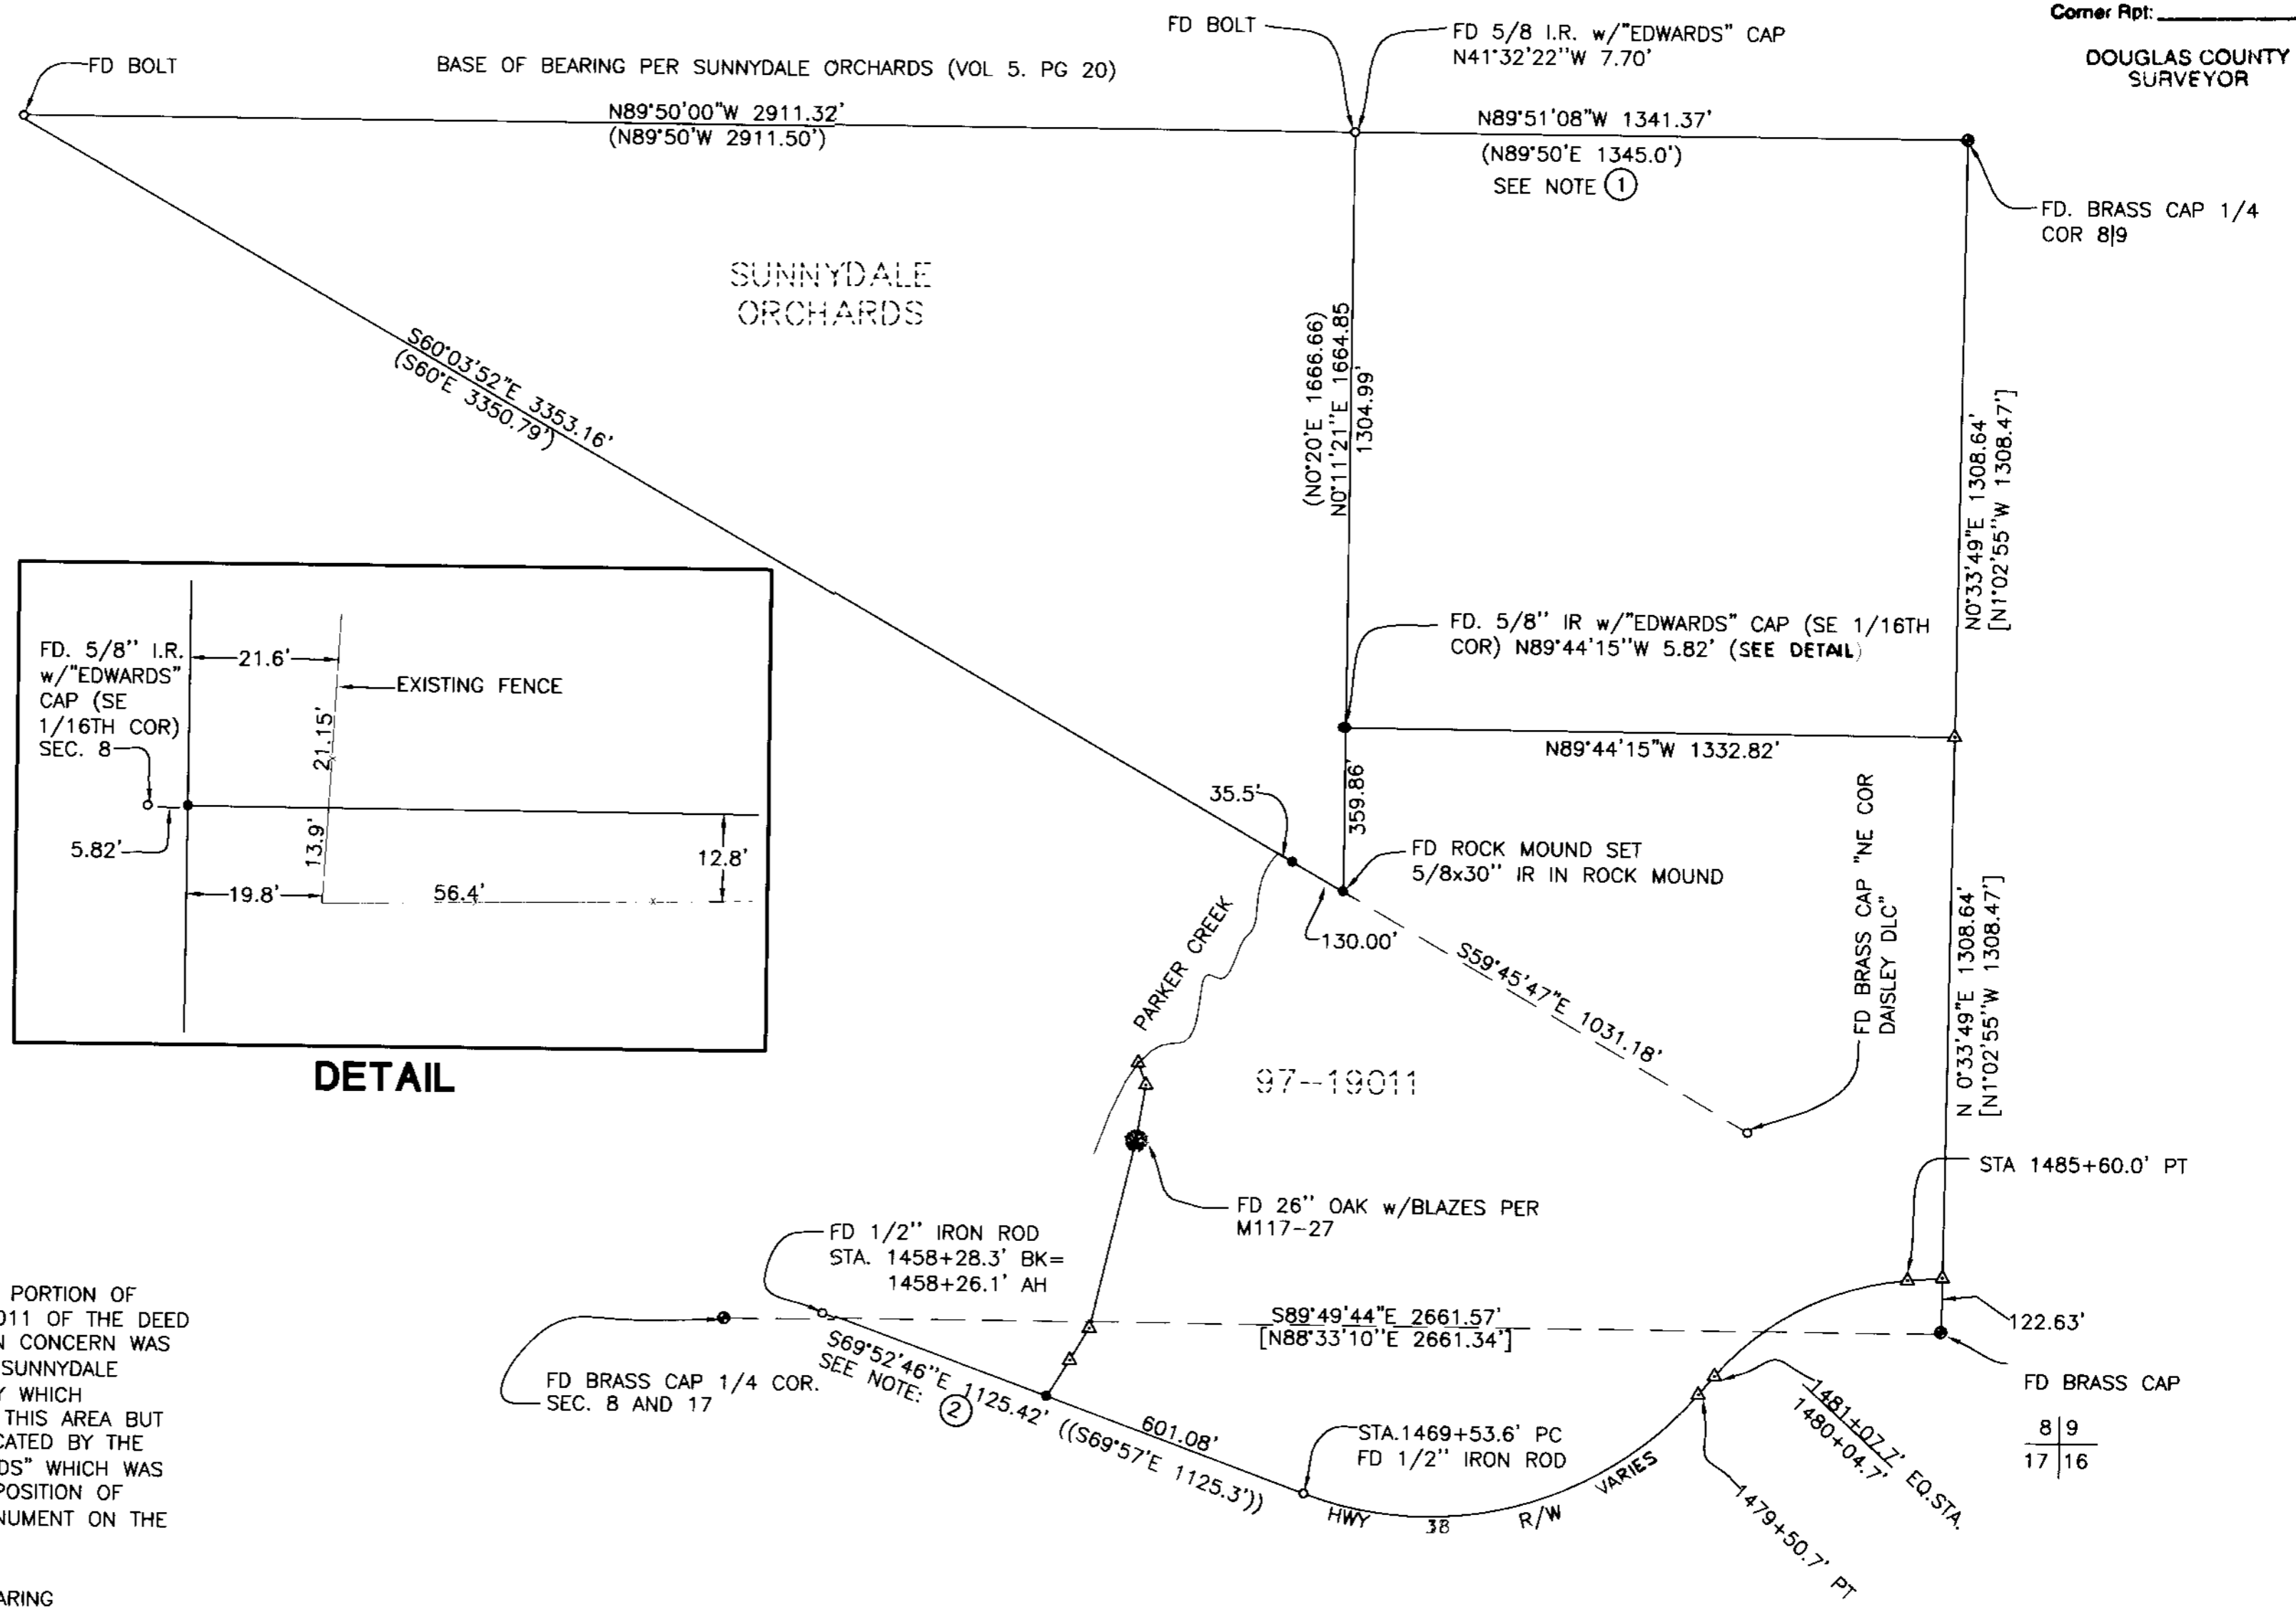 Corner Rpt:
DOUGLAS COUNTY
SURVEYOR
FD BOLT
BASE OF BEARING PER SUNNYDALE ORCHARDS (VOL 5. PG 20)
FD BOLT
FD 5/8 I.R. w/"EDWARDS" CAP
N41°32'22"W 7.70'
N89°50'00"W 2911.32'
(N89°50'W 2911.50')
N89°51'08"W 1341.37'
(N89°50'E 1345.0')
SEE NOTE 1
FD. BRASS CAP 1/4
COR 8|9
SUNNYDALE
ORCHARDS
S60°03'52"E 3353.16'
(S60°E 3350.79')
(N0°20'E 1666.66)
N0°11'21"E 1664.85
1304.99'
N0°33'49"E 1308.64'
[N1°02'55"W 1308.47']
FD. 5/8" I.R.
w/"EDWARDS"
CAP (SE
1/16TH COR)
SEC. 8
21.6'
EXISTING FENCE
21.15'
13.9'
5.82'
19.8'
56.4'
12.8'
DETAIL
FD. 5/8" IR w/"EDWARDS" CAP (SE 1/16TH
COR) N89°44'15"W 5.82' (SEE DETAIL)
N89°44'15"W 1332.82'
359.86'
35.5'
FD ROCK MOUND SET
5/8x30" IR IN ROCK MOUND
130.00'
PARKER CREEK
S59°45'47"E 1031.18'
FD BRASS CAP "NE COR
DAISLEY DLC"
N 0°33'49"E 1308.64'
[N1°02'55"W 1308.47']
97-19011
STA 1485+60.0' PT
FD 26" OAK w/BLAZES PER
M117-27
FD 1/2" IRON ROD
STA. 1458+28.3' BK=
1458+26.1' AH
S89°49'44"E 2661.57'
[N88°33'10"E 2661.34']
122.63'
FD BRASS CAP 1/4 COR.
SEC. 8 AND 17
S69°52'46"E 1125.42' ((S69°57'E 1125.3'))
SEE NOTE: 2
601.08'
STA.1469+53.6' PC
FD 1/2" IRON ROD
HWY 38 R/W VARIES
1481+07.7'
1480+04.7' EQ.STA.
1479+50.7' PT
FD BRASS CAP
8|9
17|16
PORTION OF
011 OF THE DEED
N CONCERN WAS
SUNNYDALE
Y WHICH
THIS AREA BUT
CATED BY THE
DS" WHICH WAS
POSITION OF
NUMENT ON THE
ARING